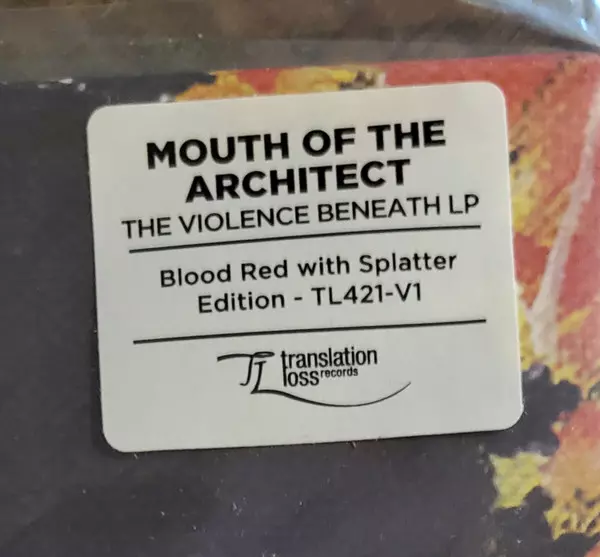 MOUTH OF THE
ARCHITECT
THE VIOLENCE BENEATH LP
Blood Red with Splatter
Edition - TL421-V1
TL translation
loss records